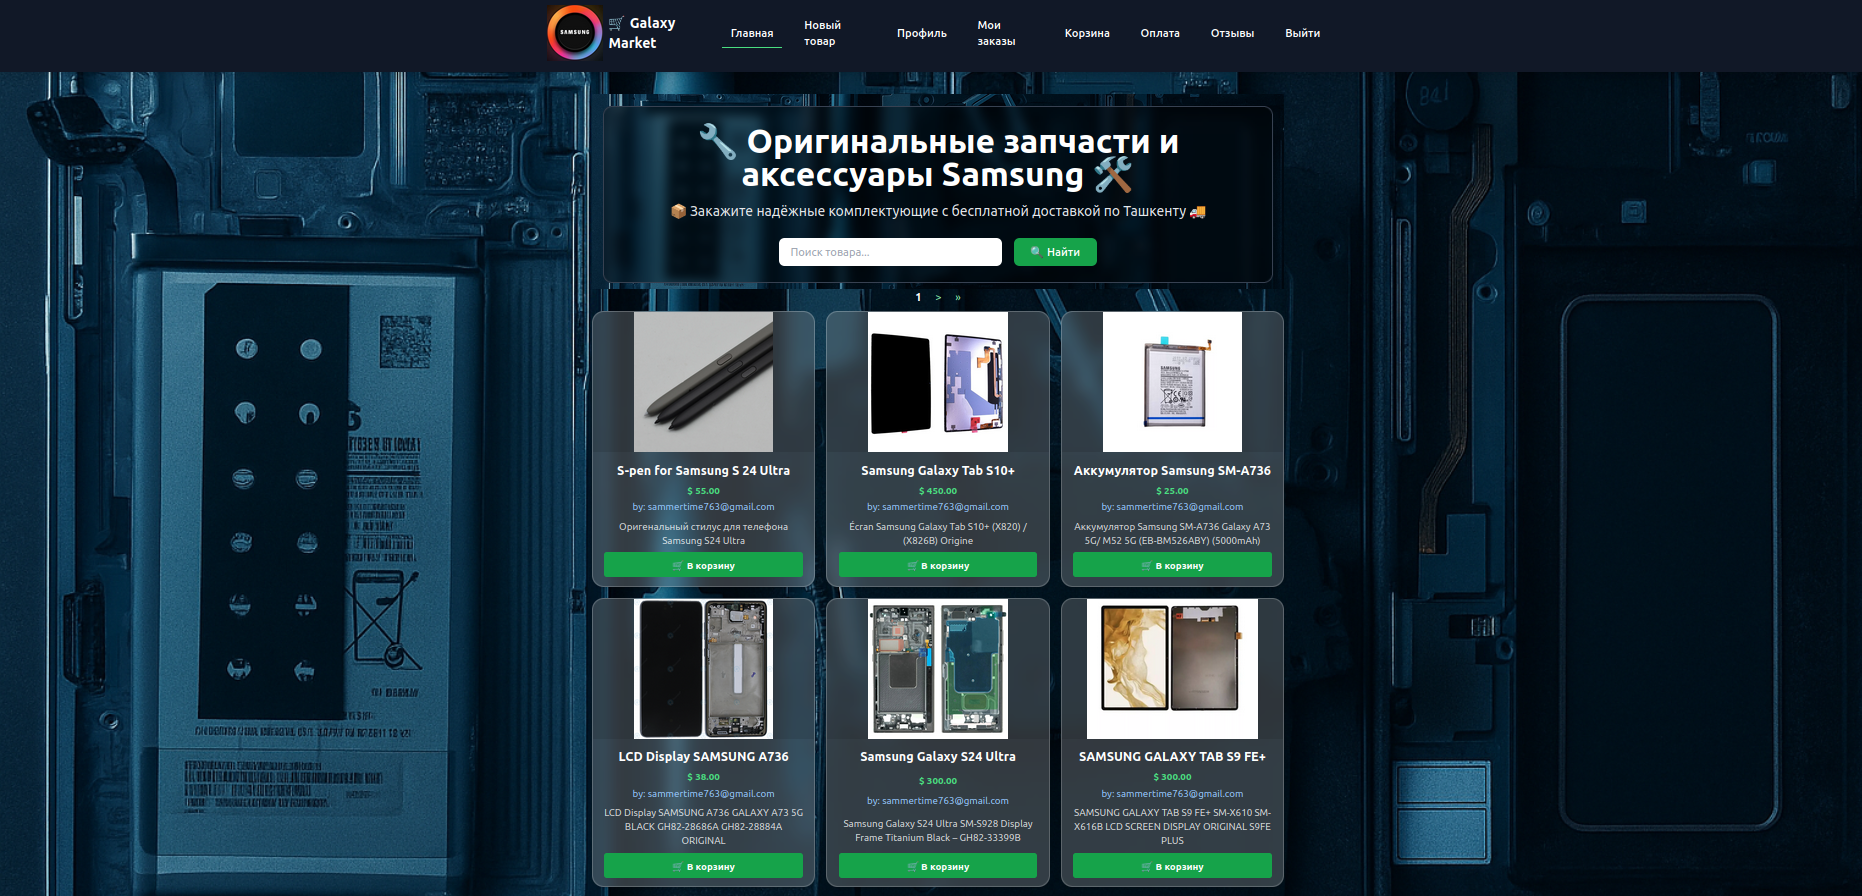 SAMSUNG
🛒 Galaxy
Market
Главная
Новый
товар
Профиль
Мои
заказы
Корзина
Оплата
Отзывы
Выйти
🔧 Оригинальные запчасти и
аксессуары Samsung 🛠️
📦 Закажите надёжные комплектующие с бесплатной доставкой по Ташкенту 🚚
Поиск товара...
🔍 Найти
1 > »
S-pen for Samsung S 24 Ultra
$ 55.00
by: sammertime763@gmail.com
Оригенальный стилус для телефона
Samsung S24 Ultra
🛒 В корзину
Samsung Galaxy Tab S10+
$ 450.00
by: sammertime763@gmail.com
Écran Samsung Galaxy Tab S10+ (X820) /
(X826B) Origine
🛒 В корзину
SAMSUNG
Аккумулятор Samsung SM-A736
$ 25.00
by: sammertime763@gmail.com
Аккумулятор Samsung SM-A736 Galaxy A73
5G/ M52 5G (EB-BM526ABY) (5000mAh)
🛒 В корзину
LCD Display SAMSUNG A736
$ 38.00
by: sammertime763@gmail.com
LCD Display SAMSUNG A736 GALAXY A73 5G
BLACK GH82-28686A GH82-28884A
ORIGINAL
🛒 В корзину
Samsung Galaxy S24 Ultra
$ 300.00
by: sammertime763@gmail.com
Samsung Galaxy S24 Ultra SM-S928 Display
Frame Titanium Black – GH82-33399B
🛒 В корзину
SAMSUNG GALAXY TAB S9 FE+
$ 300.00
by: sammertime763@gmail.com
SAMSUNG GALAXY TAB S9 FE+ SM-X610 SM-
X616B LCD SCREEN DISPLAY ORIGINAL S9FE
PLUS
🛒 В корзину